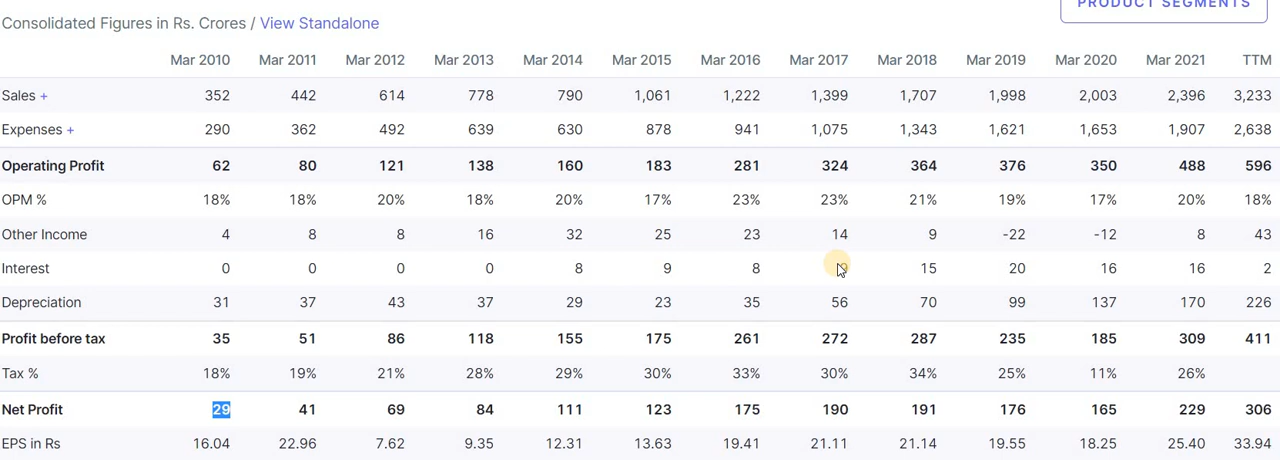 PRODUCT SEGMENTS
Consolidated Figures in Rs. Crores / View Standalone
Mar 2010 Mar 2011 Mar 2012 Mar 2013 Mar 2014 Mar 2015 Mar 2016 Mar 2017 Mar 2018 Mar 2019 Mar 2020 Mar 2021 TTM
Sales + 352 442 614 778 790 1,061 1,222 1,399 1,707 1,998 2,003 2,396 3,233
Expenses + 290 362 492 639 630 878 941 1,075 1,343 1,621 1,653 1,907 2,638
Operating Profit 62 80 121 138 160 183 281 324 364 376 350 488 596
OPM % 18% 18% 20% 18% 20% 17% 23% 23% 21% 19% 17% 20% 18%
Other Income 4 8 8 16 32 25 23 14 9 -22 -12 8 43
Interest 0 0 0 0 8 9 8 15 20 16 16 2
Depreciation 31 37 43 37 29 23 35 56 70 99 137 170 226
Profit before tax 35 51 86 118 155 175 261 272 287 235 185 309 411
Tax % 18% 19% 21% 28% 29% 30% 33% 30% 34% 25% 11% 26%
Net Profit 29 41 69 84 111 123 175 190 191 176 165 229 306
EPS in Rs 16.04 22.96 7.62 9.35 12.31 13.63 19.41 21.11 21.14 19.55 18.25 25.40 33.94